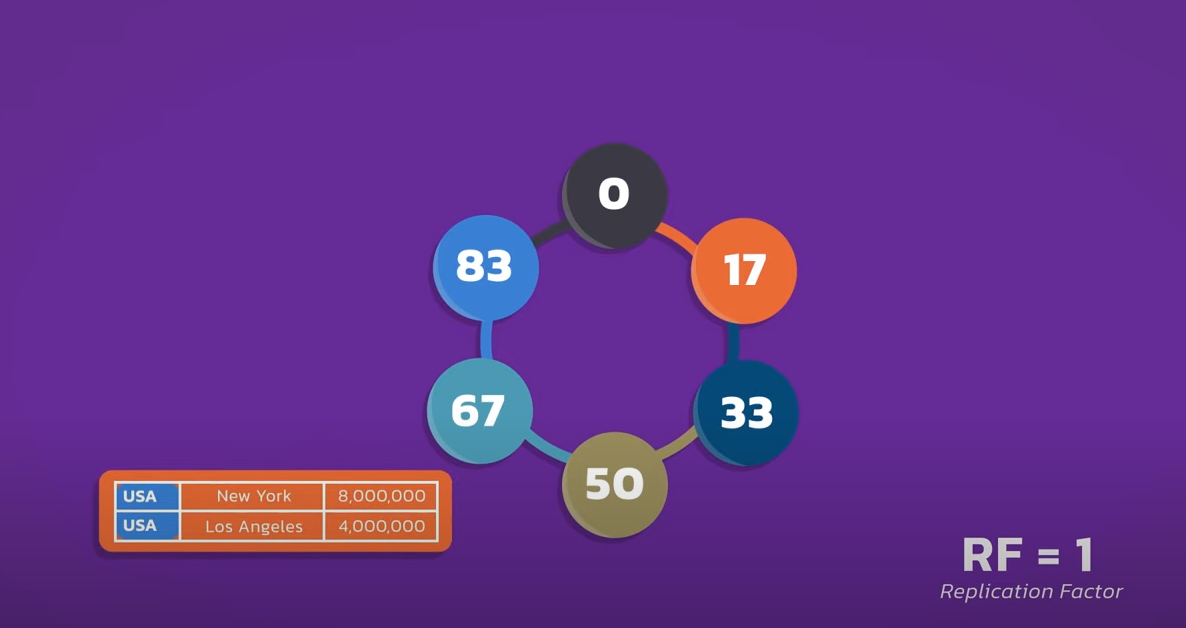 0
83
17
67
33
50
USA New York 8,000,000
USA Los Angeles 4,000,000
RF = 1
Replication Factor